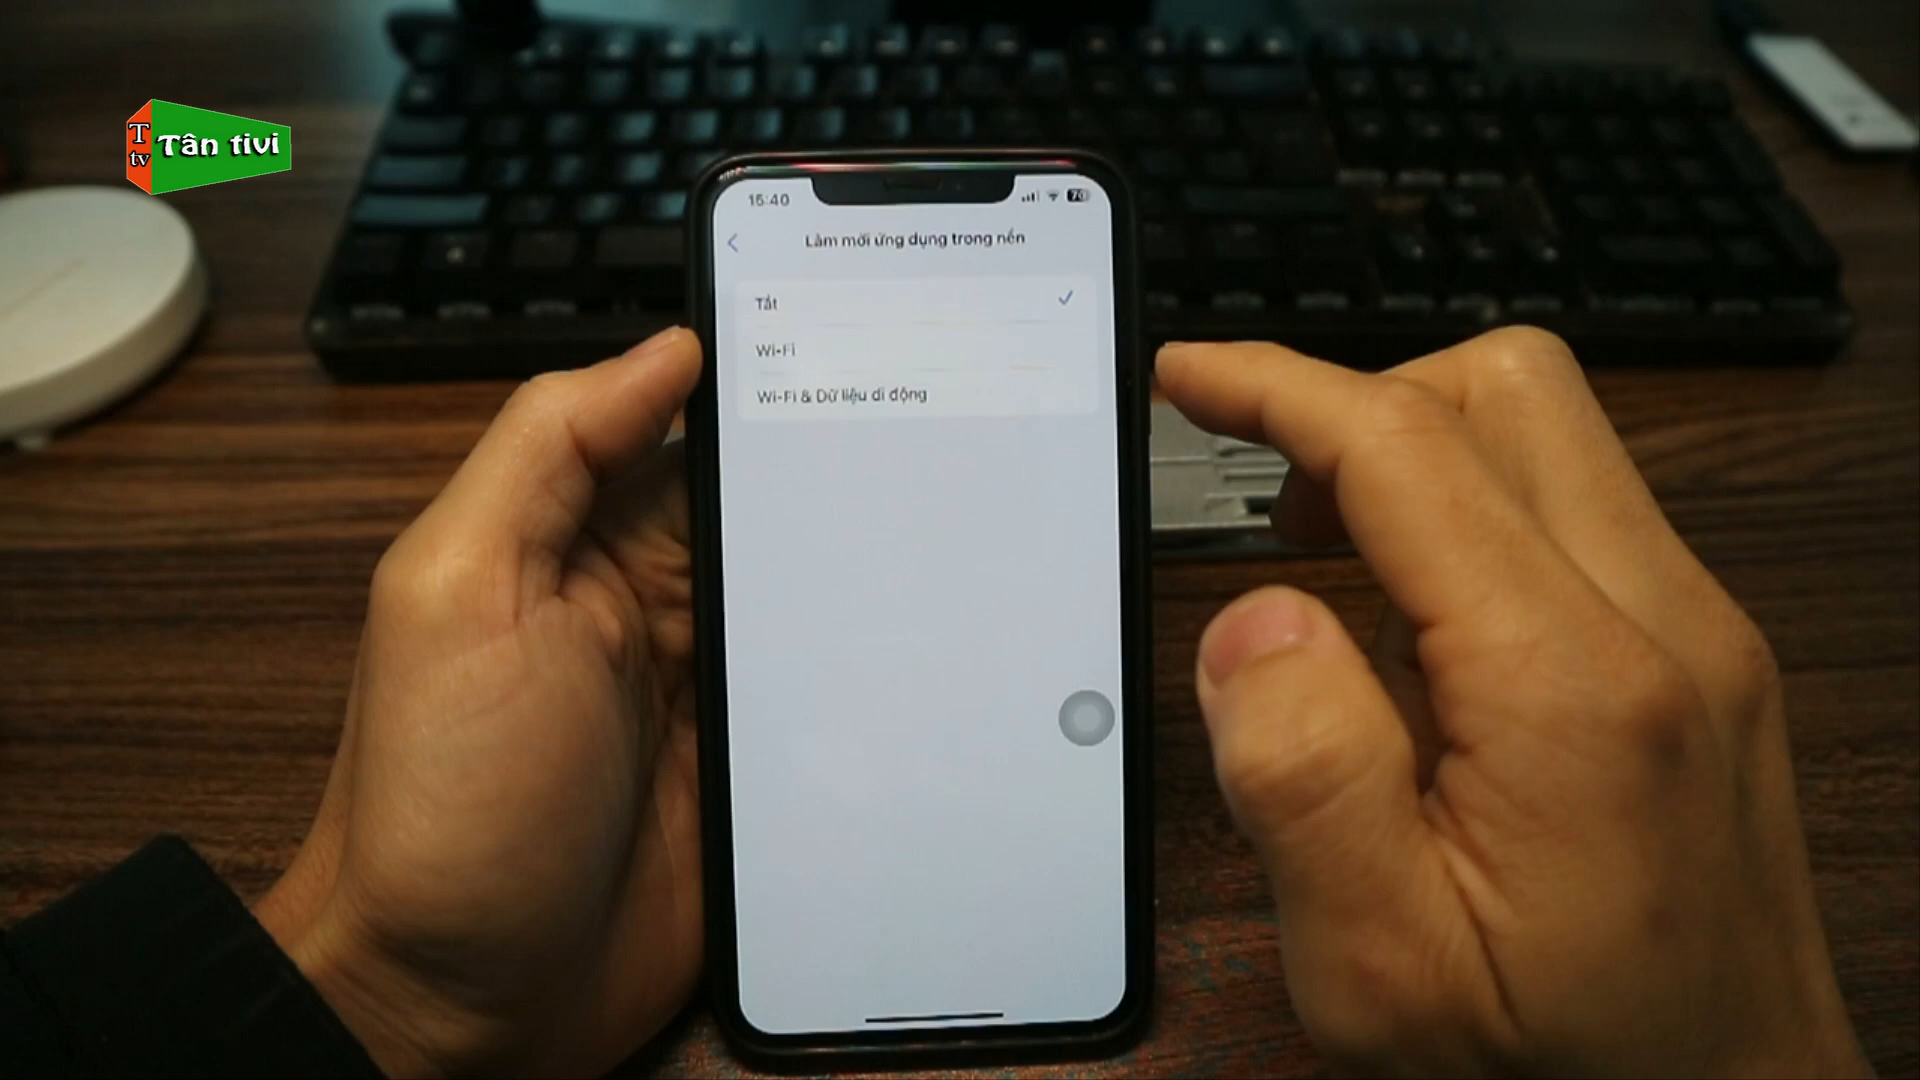 T
tv
Tân tivi
15:40
70
Làm mới ứng dụng trong nền
Tắt
Wi-Fi
Wi-Fi & Dữ liệu di động